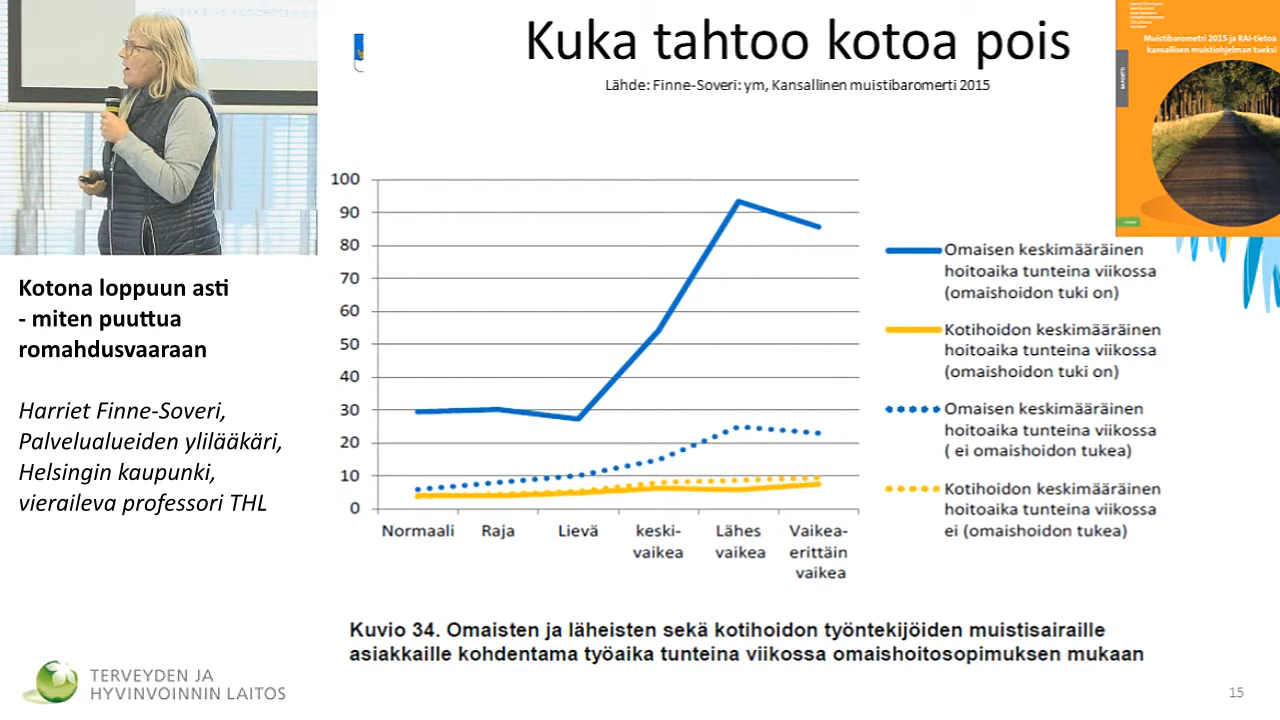 Kuka tahtoo kotoa pois
Lähde: Finne-Soveri: ym, Kansallinen muistibaromerti 2015
Muistibarometri 2015 ja RAI-tietoa
kansallisen muistiohjelman tueksi
RAPORTTI
Kotona loppuun asti
- miten puuttua
romahdusvaaraan
Harriet Finne-Soveri,
Palvelualueiden ylilääkäri,
Helsingin kaupunki,
vieraileva professori THL
100
90
80
70
60
50
40
30
20
10
0
Normaali
Raja
Lievä
keski-
vaikea
Lähes
vaikea
Vaikea-
erittäin
vaikea
Omaisen keskimääräinen
hoitoaika tunteina viikossa
(omaishoidon tuki on)
Kotihoidon keskimääräinen
hoitoaika tunteina viikossa
(omaishoidon tuki on)
Omaisen keskimääräinen
hoitoaika tunteina viikossa
( ei omaishoidon tukea)
Kotihoidon keskimääräinen
hoitoaika tunteina viikossa
ei (omaishoidon tukea)
Kuvio 34. Omaisten ja läheisten sekä kotihoidon työntekijöiden muistisairaille
asiakkaille kohdentama työaika tunteina viikossa omaishoitosopimuksen mukaan
TERVEYDEN JA
HYVINVOINNIN LAITOS
15